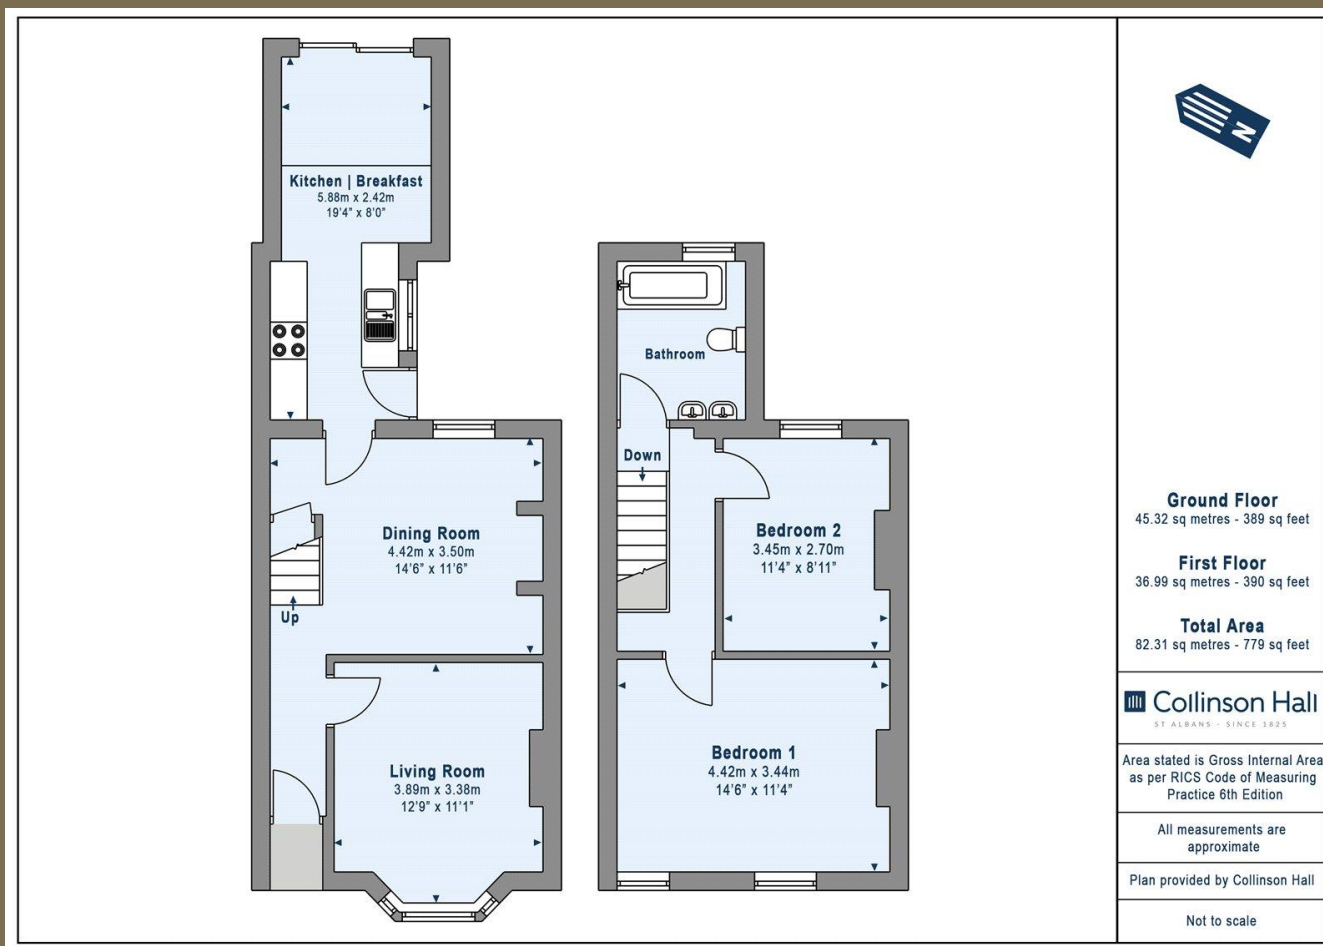 Kitchen | Breakfast
5.88m x 2.42m
19'4" x 8'0"
Dining Room
4.42m x 3.50m
14'6" x 11'6"
Up
Living Room
3.89m x 3.38m
12'9" x 11'1"
Bathroom
Down
Bedroom 2
3.45m x 2.70m
11'4" x 8'11"
Bedroom 1
4.42m x 3.44m
14'6" x 11'4"
N
Ground Floor
45.32 sq metres - 389 sq feet
First Floor
36.99 sq metres - 390 sq feet
Total Area
82.31 sq metres - 779 sq feet
Collinson Hall
ST ALBANS - SINCE 1825
Area stated is Gross Internal Area
as per RICS Code of Measuring
Practice 6th Edition
All measurements are
approximate
Plan provided by Collinson Hall
Not to scale